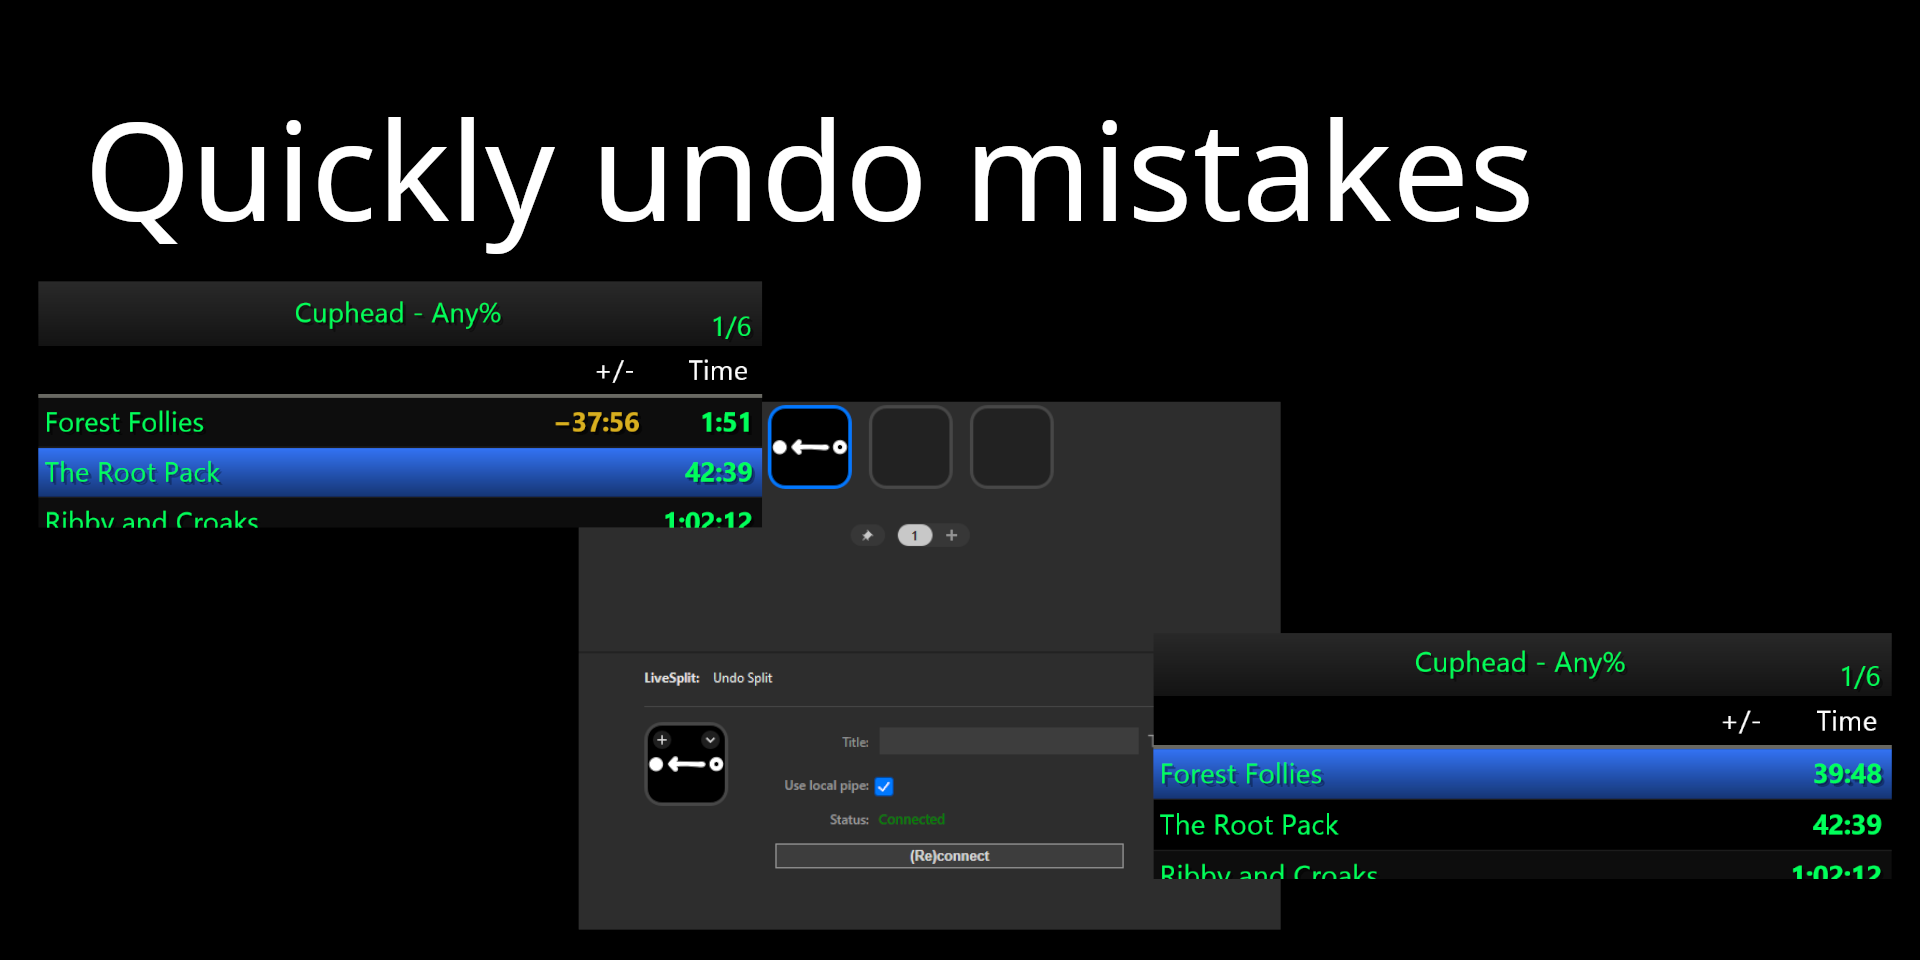 Quickly undo mistakes
Cuphead - Any%
1/6
+/- Time
Forest Follies −37:56 1:51
The Root Pack 42:39
Ribby and Croaks 1:02:12
1 +
LiveSplit: Undo Split
Title:
Use local pipe:
Status: Connected
(Re)connect
Cuphead - Any%
1/6
+/- Time
Forest Follies 39:48
The Root Pack 42:39
Ribby and Croaks 1:02:12